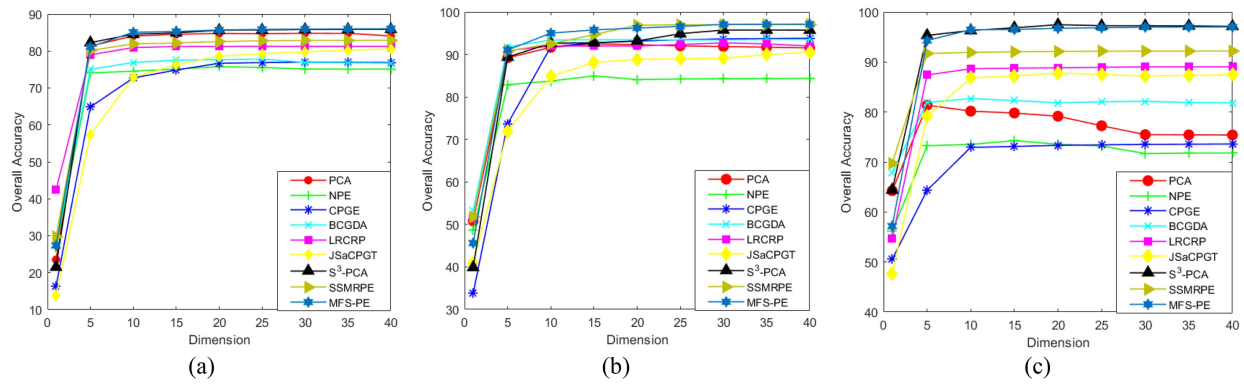 90
80
70
60
50
40
30
20
10
Overall Accuracy
0 5 10 15 20 25 30 35 40
Dimension
PCA
NPE
CPGE
BCGDA
LRCRP
JSaCPGT
S³-PCA
SSMRPE
MFS-PE
(a)
100
90
80
70
60
50
40
30
Overall Accuracy
0 5 10 15 20 25 30 35 40
Dimension
PCA
NPE
CPGE
BCGDA
LRCRP
JSaCPGT
S³-PCA
SSMRPE
MFS-PE
(b)
100
90
80
70
60
50
40
Overall Accuracy
0 5 10 15 20 25 30 35 40
Dimension
PCA
NPE
CPGE
BCGDA
LRCRP
JSaCPGT
S³-PCA
SSMRPE
MFS-PE
(c)